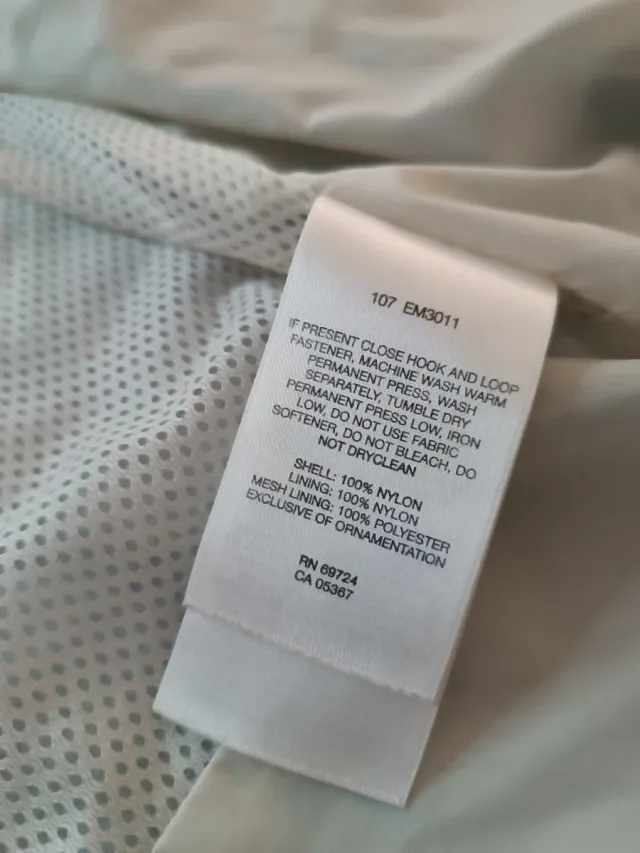 107 EM3011
IF PRESENT CLOSE HOOK AND LOOP
FASTENER, MACHINE WASH WARM
PERMANENT PRESS, WASH
SEPARATELY, TUMBLE DRY
PERMANENT PRESS LOW, IRON
LOW, DO NOT USE FABRIC
SOFTENER, DO NOT BLEACH, DO
NOT DRYCLEAN
SHELL: 100% NYLON
LINING: 100% NYLON
MESH LINING: 100% POLYESTER
EXCLUSIVE OF ORNAMENTATION
RN 69724
CA 05367